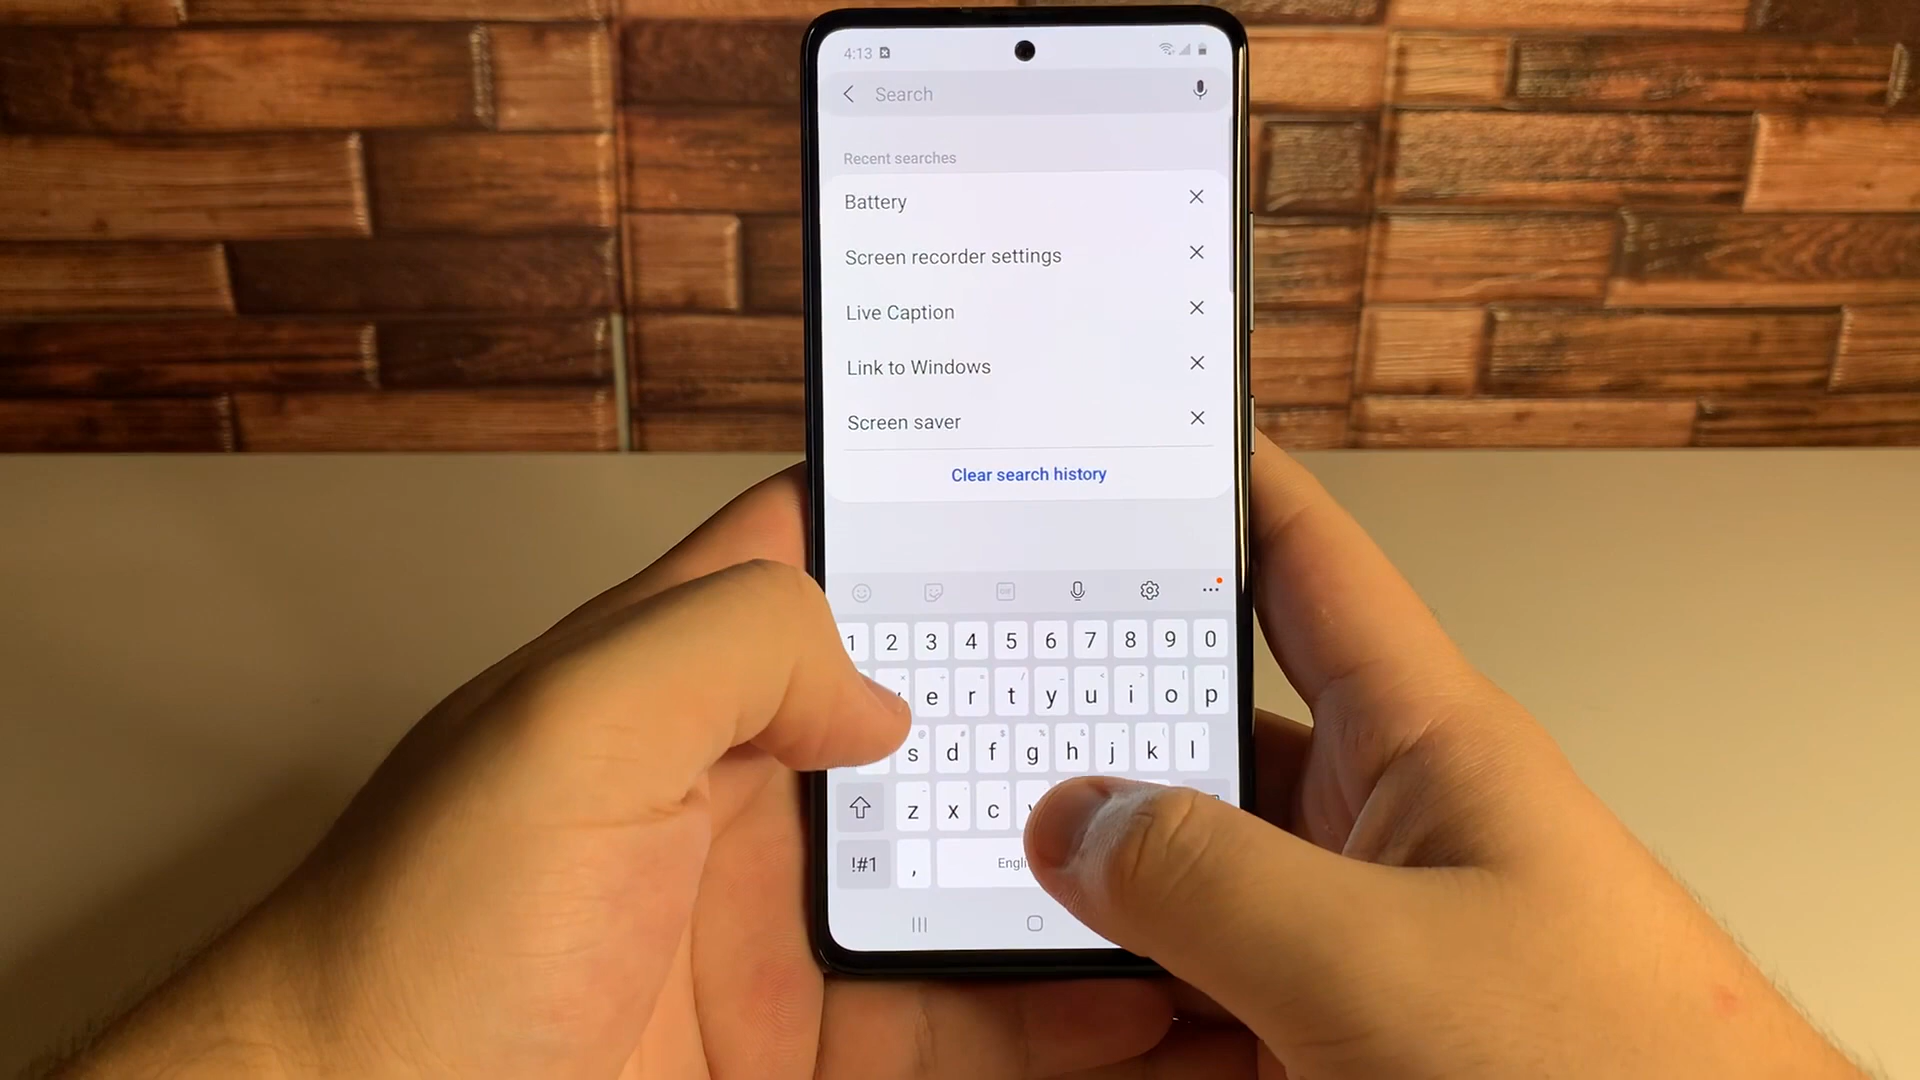 4:13
Search
Recent searches
Battery
Screen recorder settings
Live Caption
Link to Windows
Screen saver
Clear search history
1 2 3 4 5 6 7 8 9 0
e r t y u i o p
s d f g h j k l
z x c
!#1 ,